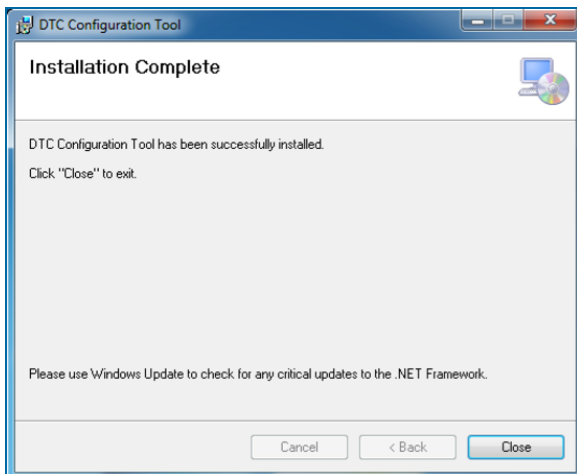 DTC Configuration Tool
Installation Complete
DTC Configuration Tool has been successfully installed.
Click "Close" to exit.
Please use Windows Update to check for any critical updates to the .NET Framework.
Cancel
< Back
Close